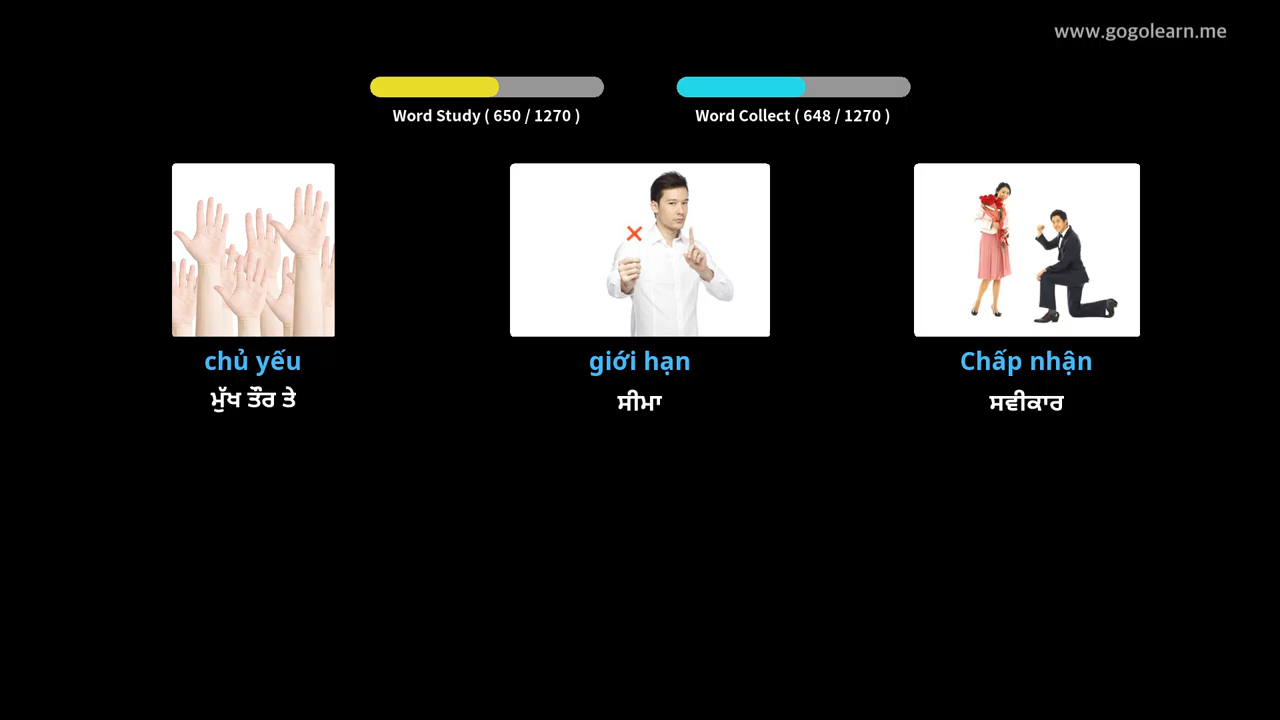 www.gogolearn.me
Word Study ( 650 / 1270 )
Word Collect ( 648 / 1270 )
chủ yếu
ਮੁੱਖ ਤੌਰ ਤੇ
giới hạn
ਸੀਮਾ
Chấp nhận
ਸਵੀਕਾਰ